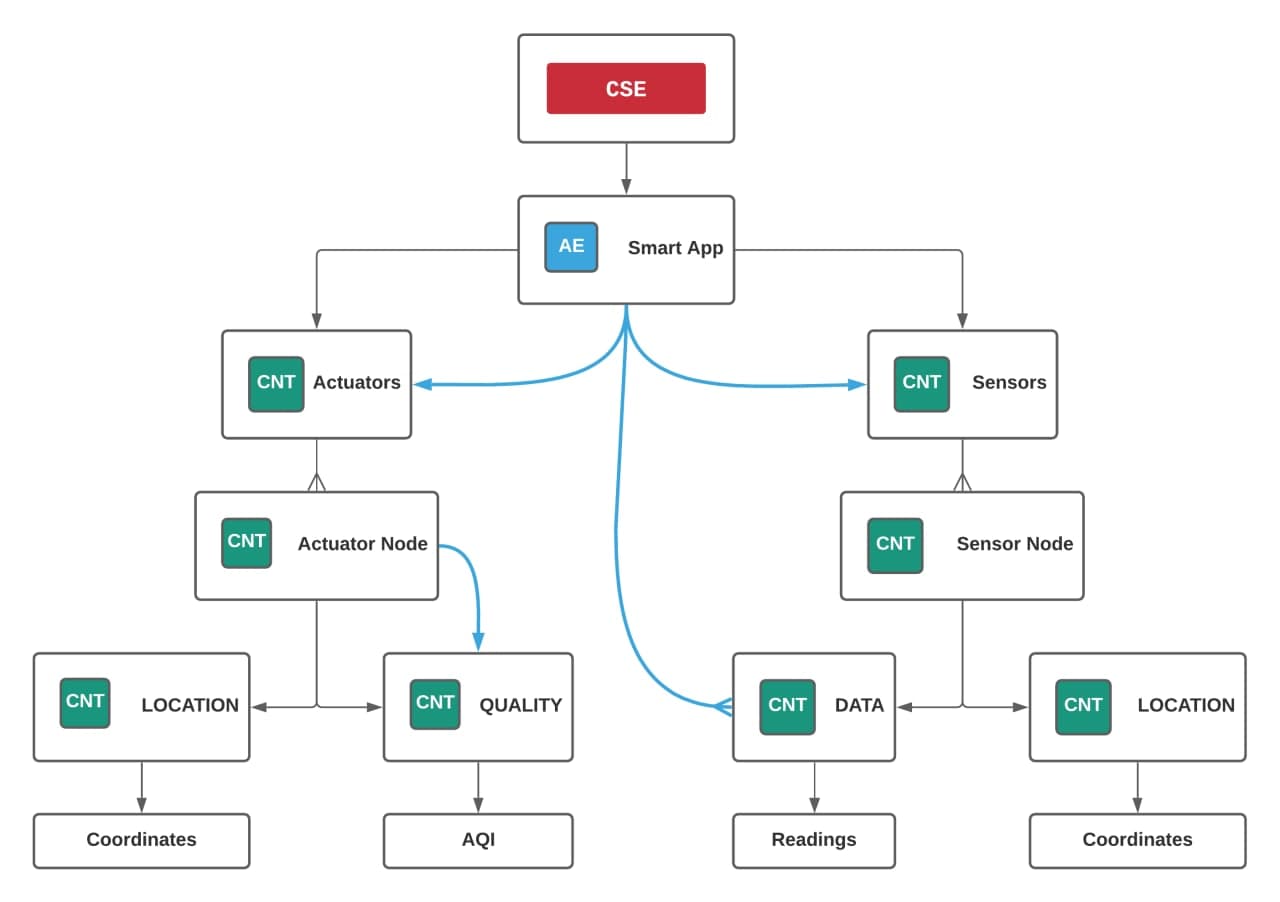 CSE
AE Smart App
CNT Actuators
CNT Sensors
CNT Actuator Node
CNT Sensor Node
CNT LOCATION
CNT QUALITY
CNT DATA
CNT LOCATION
Coordinates
AQI
Readings
Coordinates